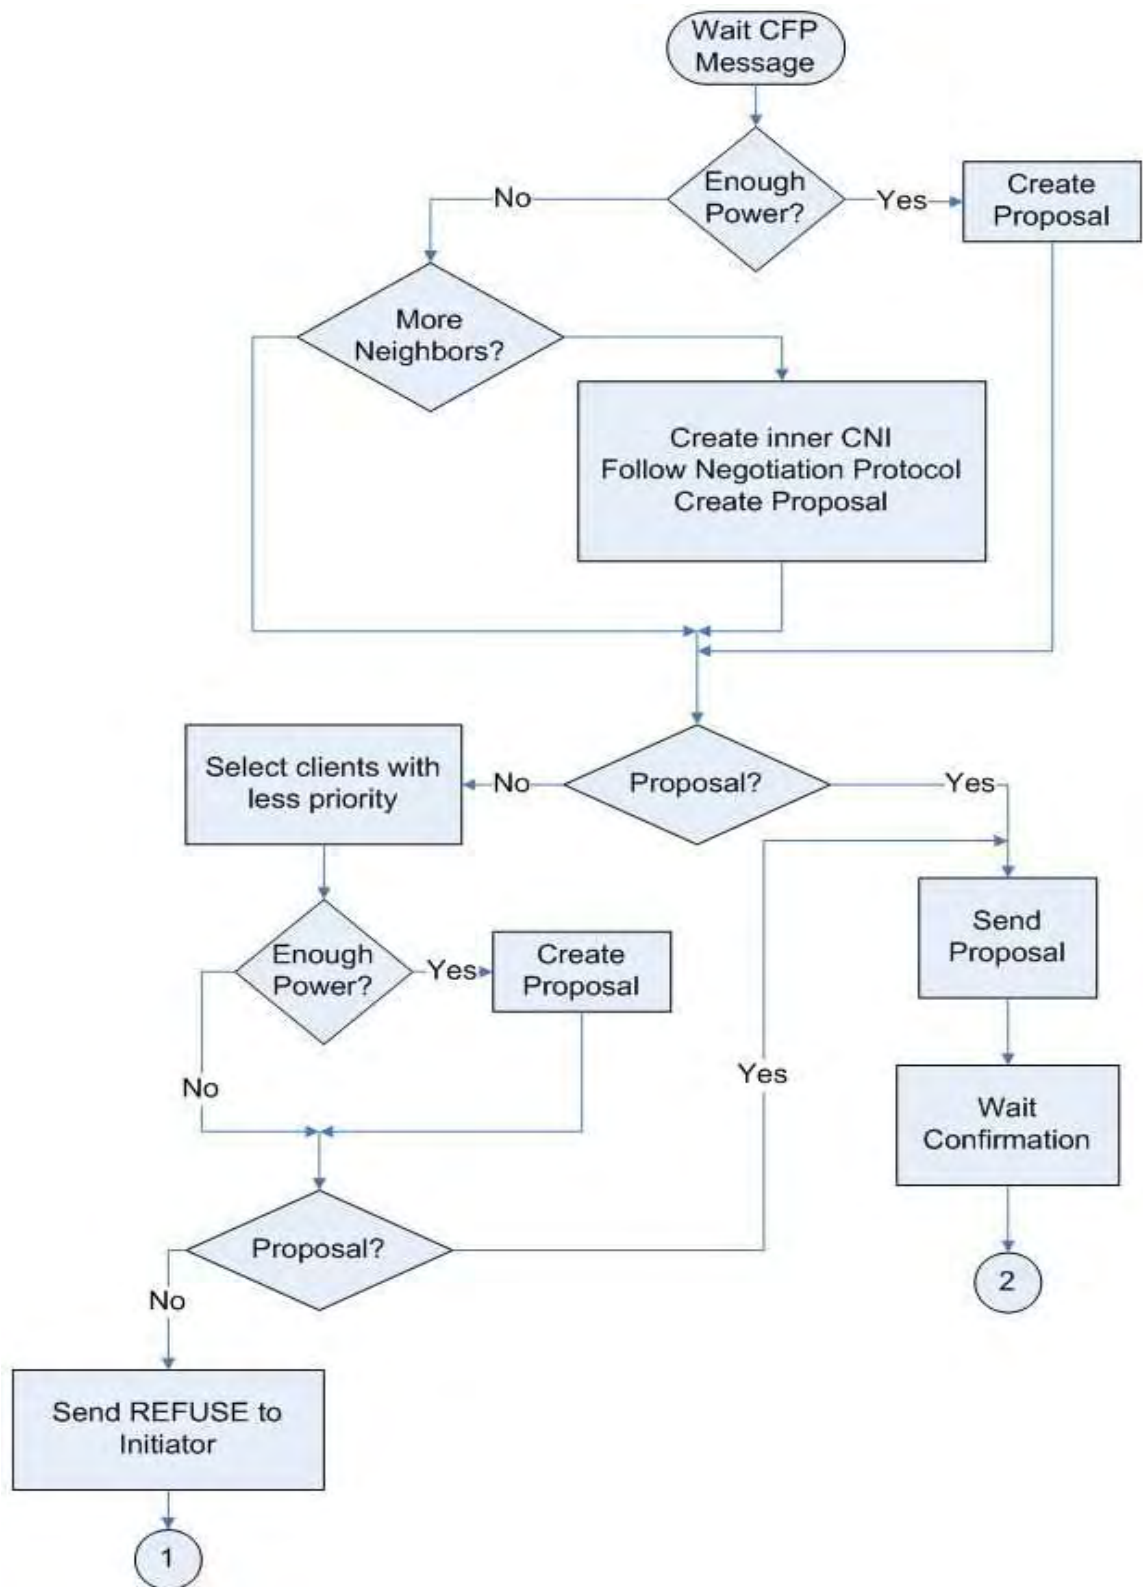 Wait CFP
Message
Enough
Power?
No
Yes
Create
Proposal
More
Neighbors?
Create inner CNI
Follow Negotiation Protocol
Create Proposal
Proposal?
No
Yes
Select clients with
less priority
Send
Proposal
Enough
Power?
Yes
Create
Proposal
No
Yes
Wait
Confirmation
Proposal?
No
2
Send REFUSE to
Initiator
1